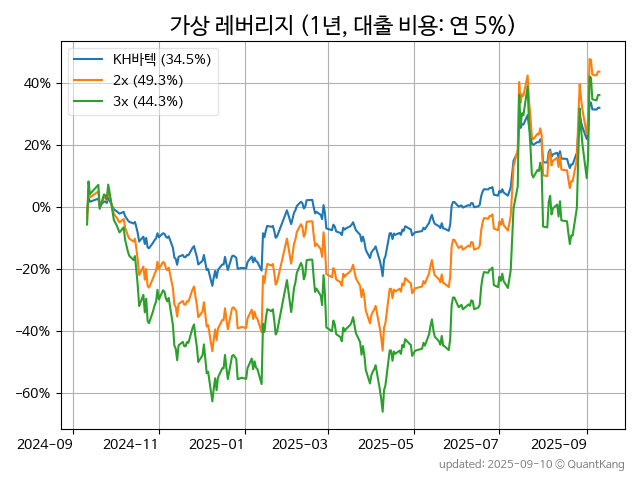 가상 레버리지 (1년, 대출 비용: 연 5%)
KH바텍 (34.5%)
2x (49.3%)
3x (44.3%)
40%
20%
0%
−20%
−40%
−60%
2024-09 2024-11 2025-01 2025-03 2025-05 2025-07 2025-09
updated: 2025-09-10 © QuantKang